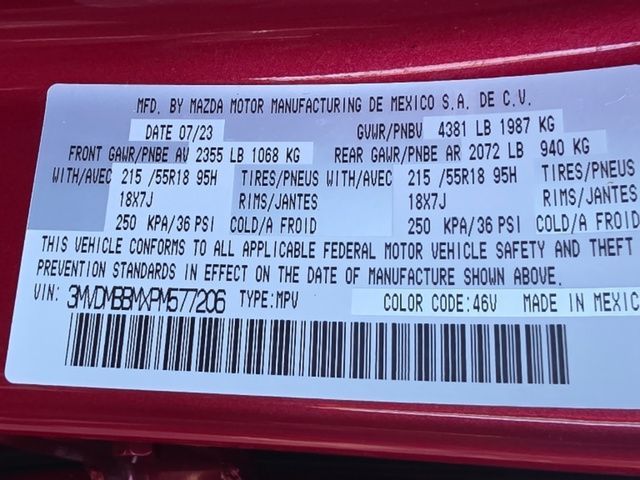 MFD. BY MAZDA MOTOR MANUFACTURING DE MEXICO S.A. DE C.V.
DATE 07/23 GVWR/PNBV 4381 LB 1987 KG
FRONT GAWR/PNBE AV 2355 LB 1068 KG REAR GAWR/PNBE AR 2072 LB 940 KG
WITH/AVEC 215 /55R18 95H TIRES/PNEUS WITH/AVEC 215 /55R18 95H TIRES/PNEUS
18X7J RIMS/JANTES 18X7J RIMS/JANTES
250 KPA/36 PSI COLD/A FROID 250 KPA/36 PSI COLD/A FROID
THIS VEHICLE CONFORMS TO ALL APPLICABLE FEDERAL MOTOR VEHICLE SAFETY AND THEFT
PREVENTION STANDARDS IN EFFECT ON THE DATE OF MANUFACTURE SHOWN ABOVE.
VIN: 3MVDMBBMXPM577206 TYPE:MPV COLOR CODE:46V MADE IN MEXIC